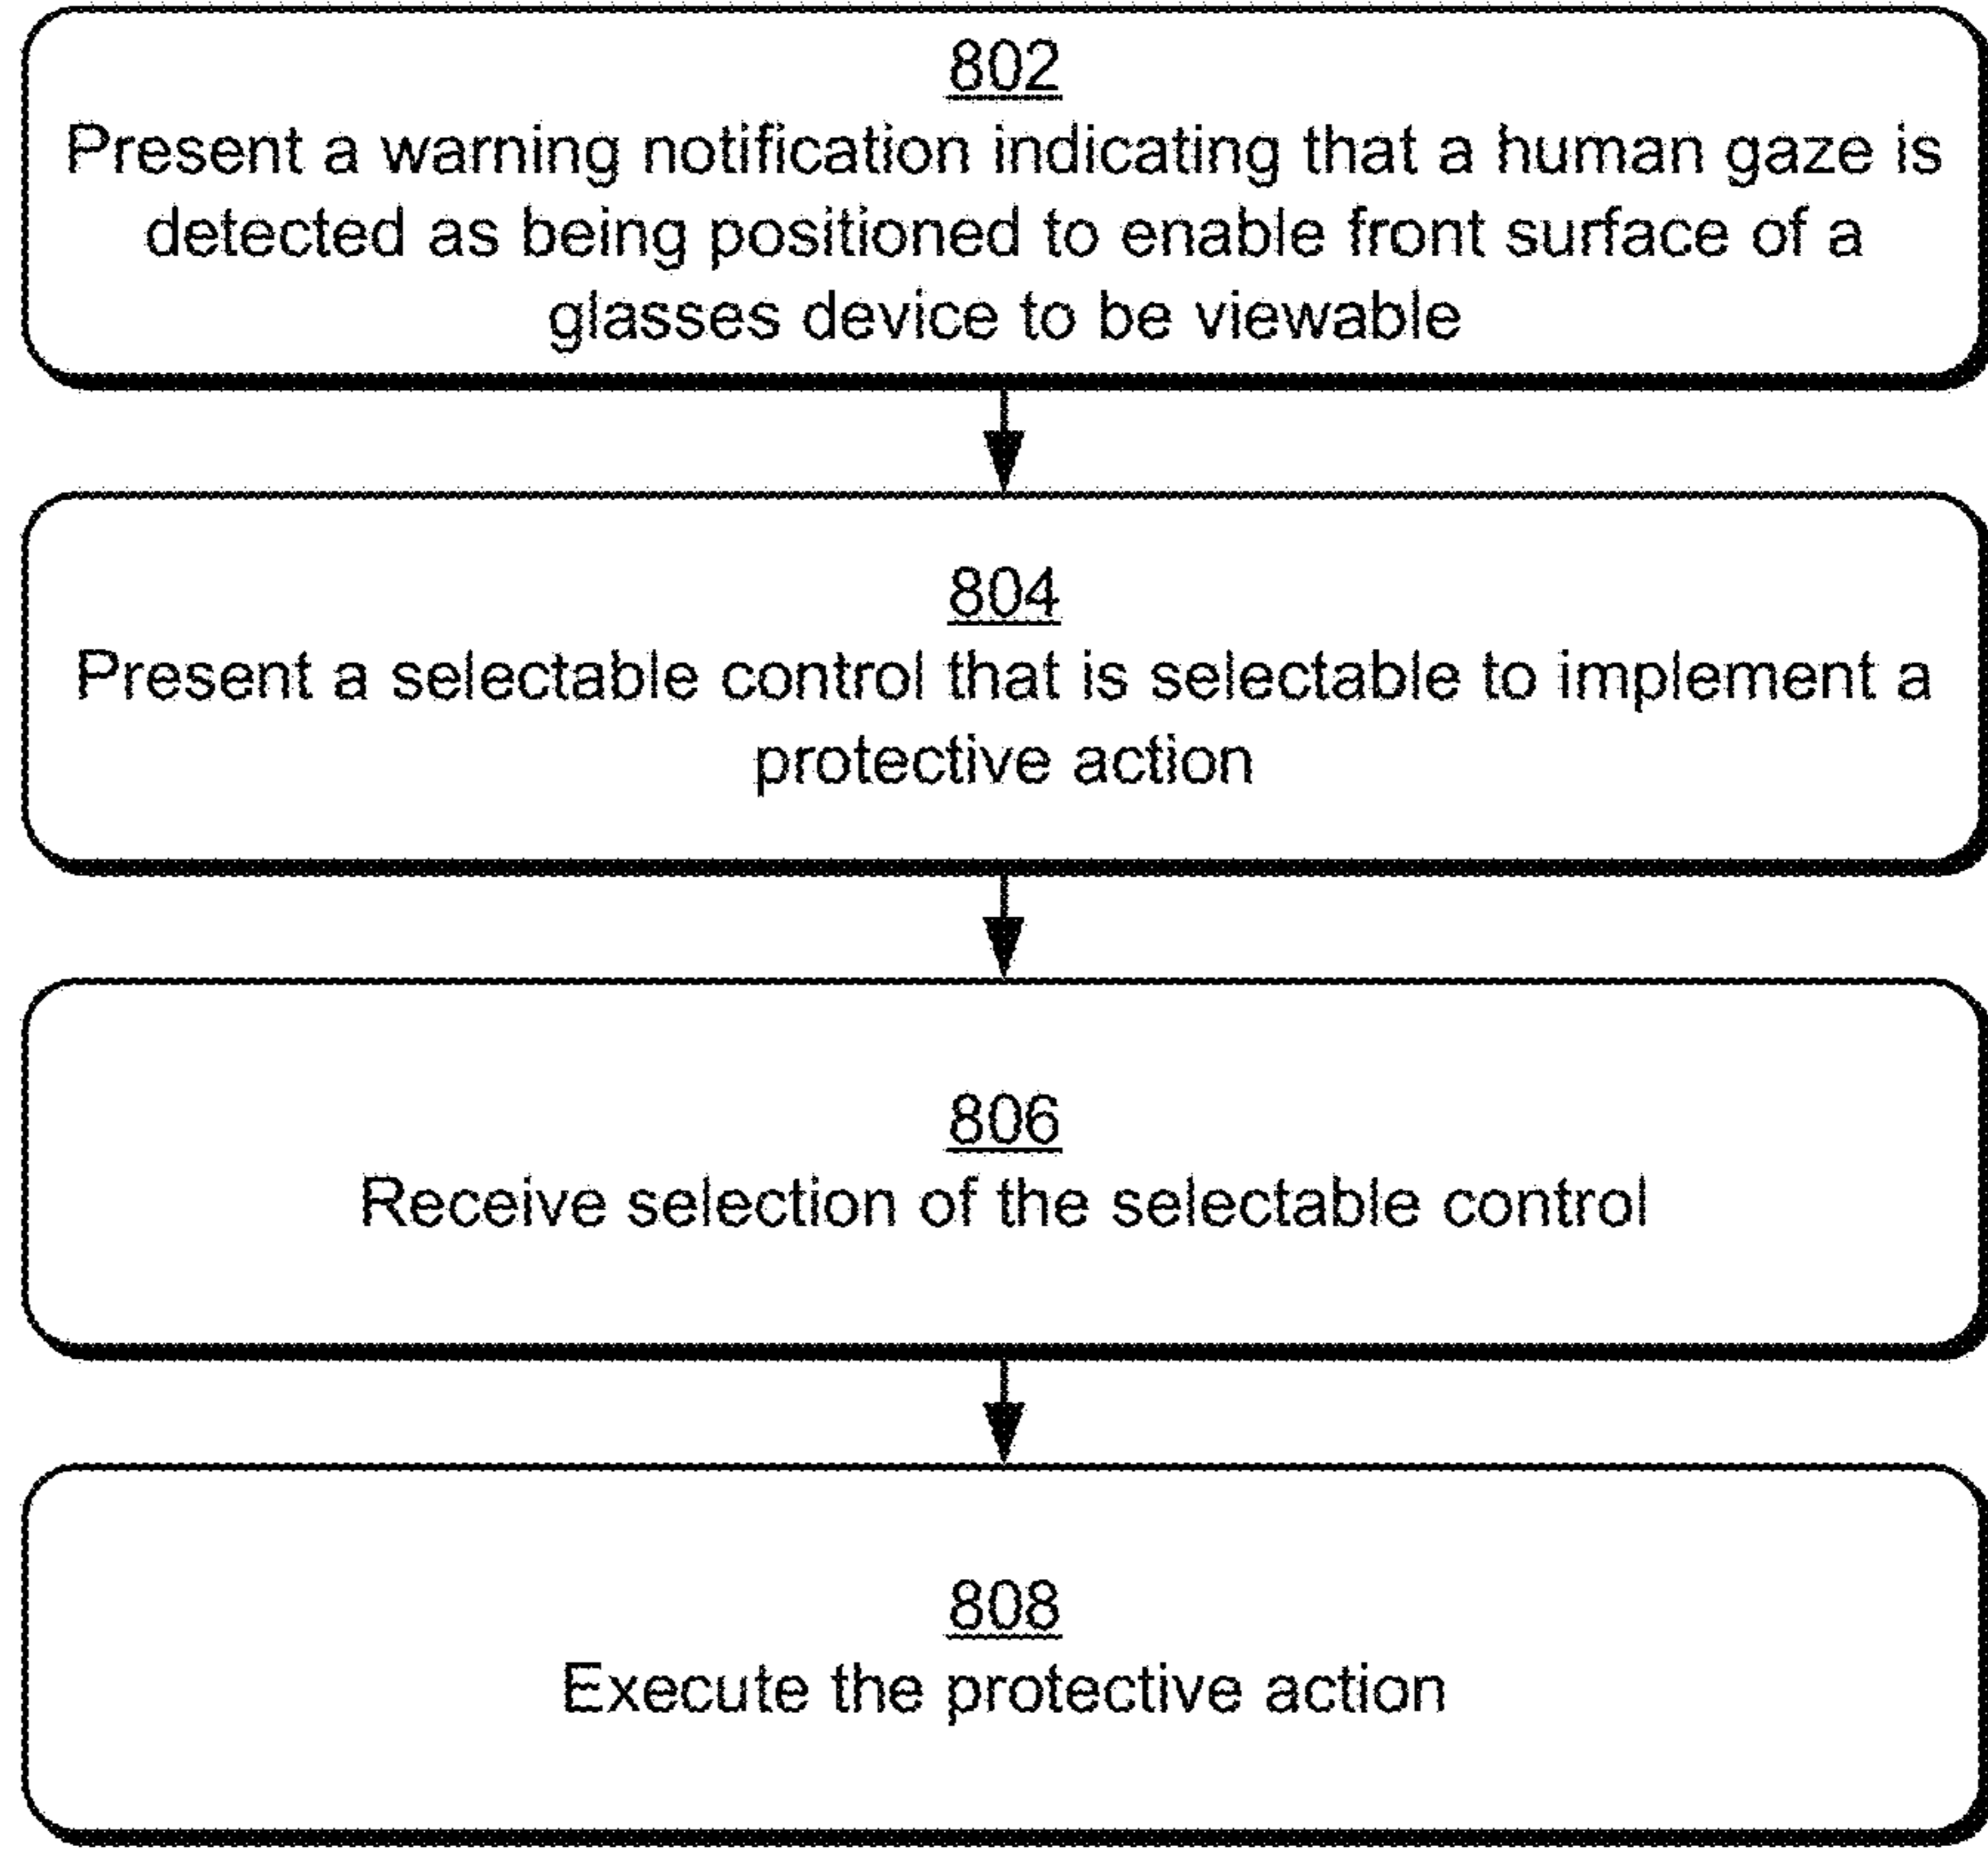 802
Present a warning notification indicating that a human gaze is
detected as being positioned to enable front surface of a
glasses device to be viewable
804
Present a selectable control that is selectable to implement a
protective action
806
Receive selection of the selectable control
808
Execute the protective action